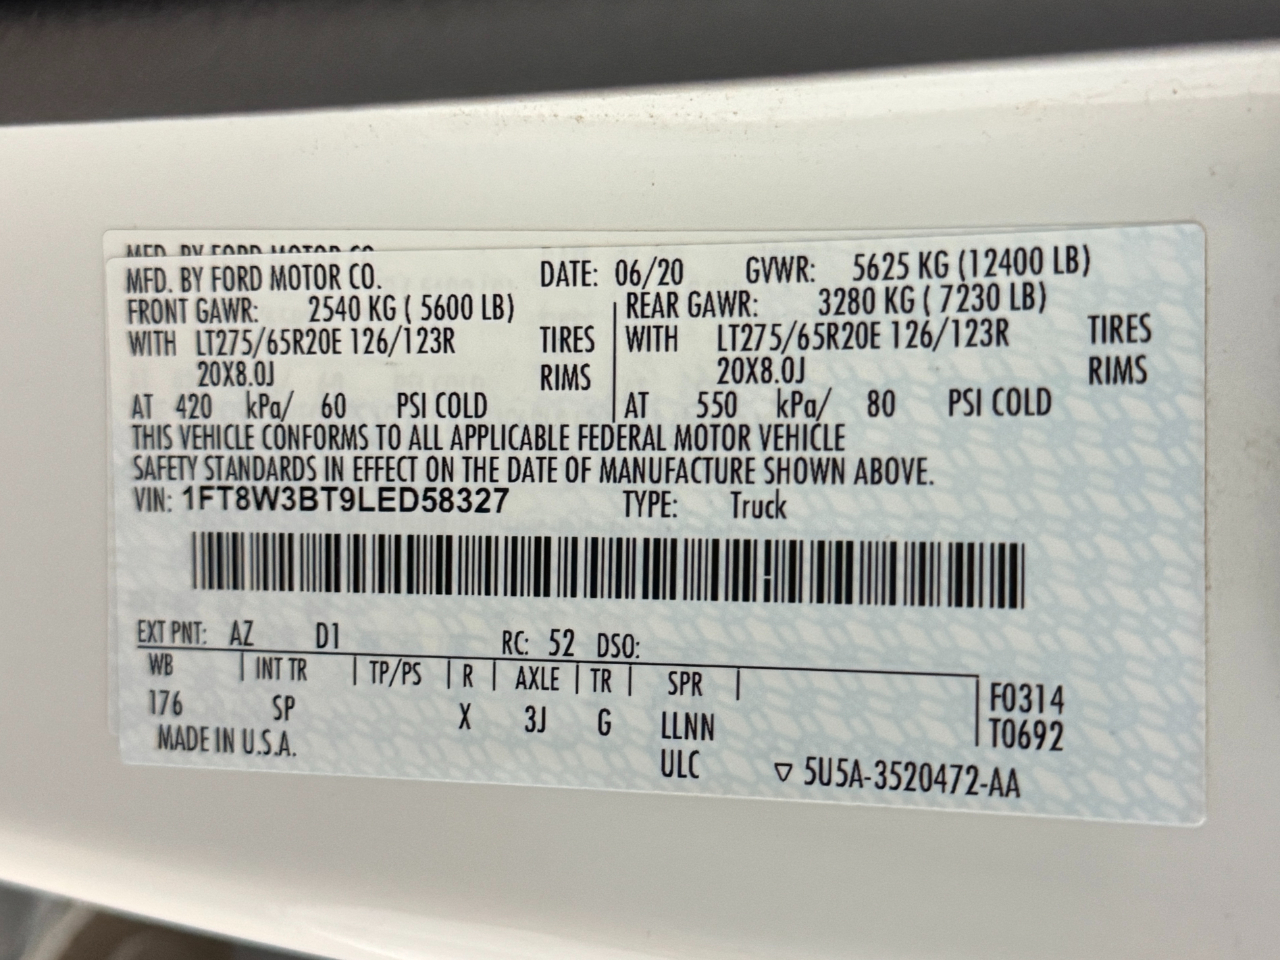 MFD. BY FORD MOTOR CO.
MFD. BY FORD MOTOR CO. DATE: 06/20 GVWR: 5625 KG (12400 LB)
FRONT GAWR: 2540 KG ( 5600 LB) REAR GAWR: 3280 KG ( 7230 LB)
WITH LT275/65R20E 126/123R TIRES WITH LT275/65R20E 126/123R TIRES
20X8.0J RIMS 20X8.0J RIMS
AT 420 kPa/ 60 PSI COLD AT 550 kPa/ 80 PSI COLD
THIS VEHICLE CONFORMS TO ALL APPLICABLE FEDERAL MOTOR VEHICLE
SAFETY STANDARDS IN EFFECT ON THE DATE OF MANUFACTURE SHOWN ABOVE.
VIN: 1FT8W3BT9LED58327 TYPE: Truck
EXT PNT: AZ D1 RC: 52 DSO:
WB INT TR TP/PS R AXLE TR SPR F0314
176 SP X 3J G LLNN T0692
MADE IN U.S.A. ULC ▽ 5U5A-3520472-AA